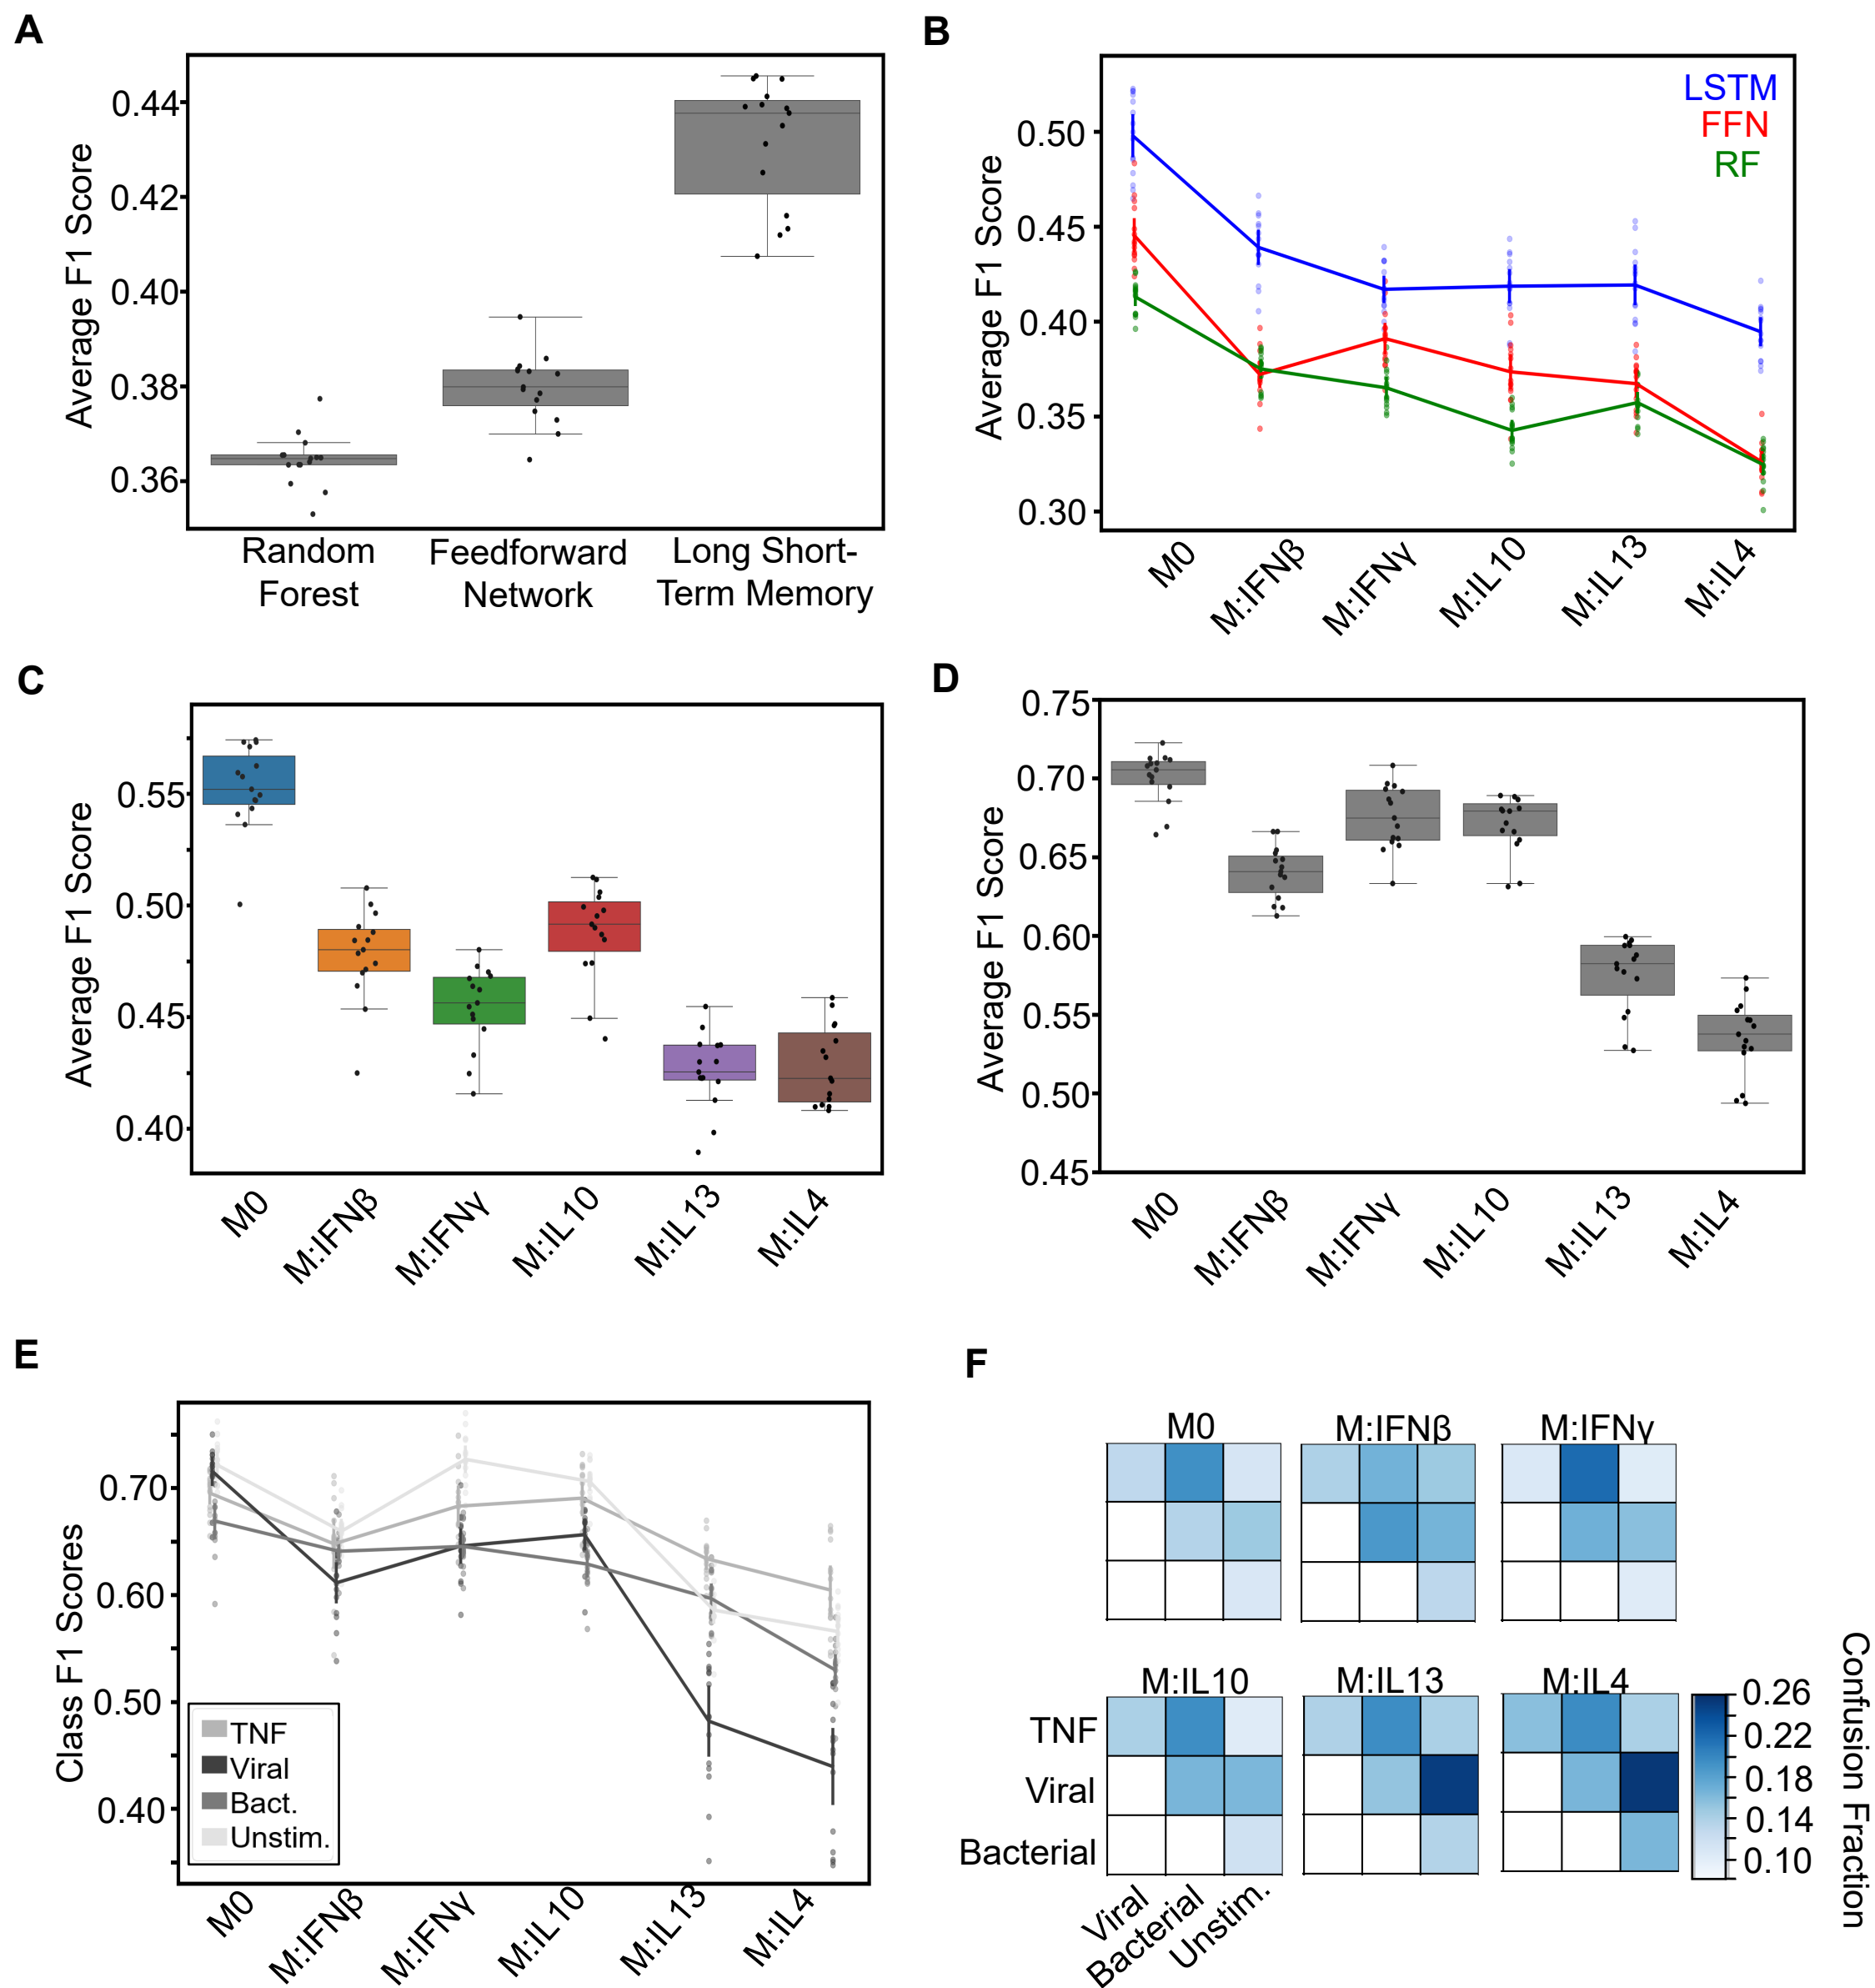 A
Average F1 Score
0.44
0.42
0.40
0.38
0.36
Random
Forest
Feedforward
Network
Long Short-
Term Memory
B
Average F1 Score
0.50
0.45
0.40
0.35
0.30
LSTM
FFN
RF
M0
M:IFNβ
M:IFNγ
M:IL10
M:IL13
M:IL4
C
Average F1 Score
0.55
0.50
0.45
0.40
M0
M:IFNβ
M:IFNγ
M:IL10
M:IL13
M:IL4
D
Average F1 Score
0.75
0.70
0.65
0.60
0.55
0.50
0.45
M0
M:IFNβ
M:IFNγ
M:IL10
M:IL13
M:IL4
E
Class F1 Scores
0.70
0.60
0.50
0.40
TNF
Viral
Bact.
Unstim.
M0
M:IFNβ
M:IFNγ
M:IL10
M:IL13
M:IL4
F
M0
M:IFNβ
M:IFNγ
M:IL10
M:IL13
M:IL4
TNF
Viral
Bacterial
Viral
Bacterial
Unstim.
0.26
0.22
0.18
0.14
0.10
Confusion Fraction